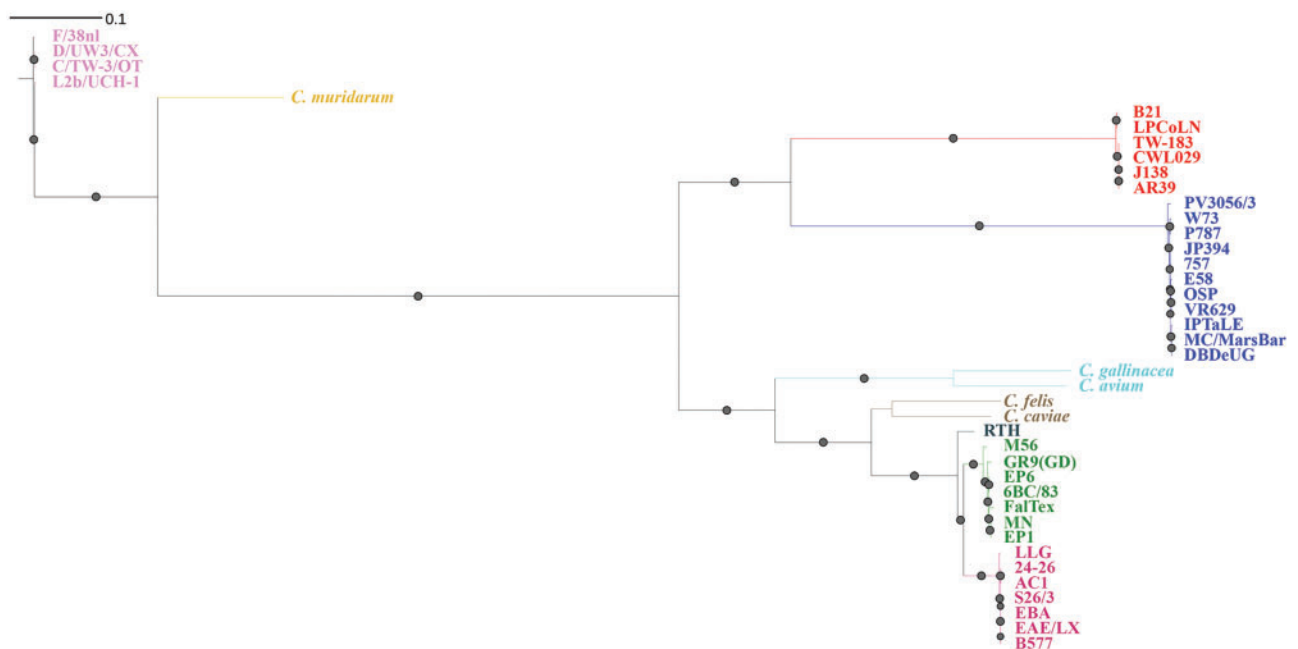 0.1
F/38nl
D/UW3/CX
C/TW-3/OT
L2b/UCH-1
C. muridarum
B21
LPCoLN
TW-183
CWL029
J138
AR39
PV3056/3
W73
P787
JP394
757
E58
OSP
VR629
IPTaLE
MC/MarsBar
DBDeUG
C. gallinacea
C. avium
C. felis
C. caviae
RTH
M56
GR9(GD)
EP6
6BC/83
FalTex
MN
EP1
LLG
24-26
AC1
S26/3
EBA
EAE/LX
B577